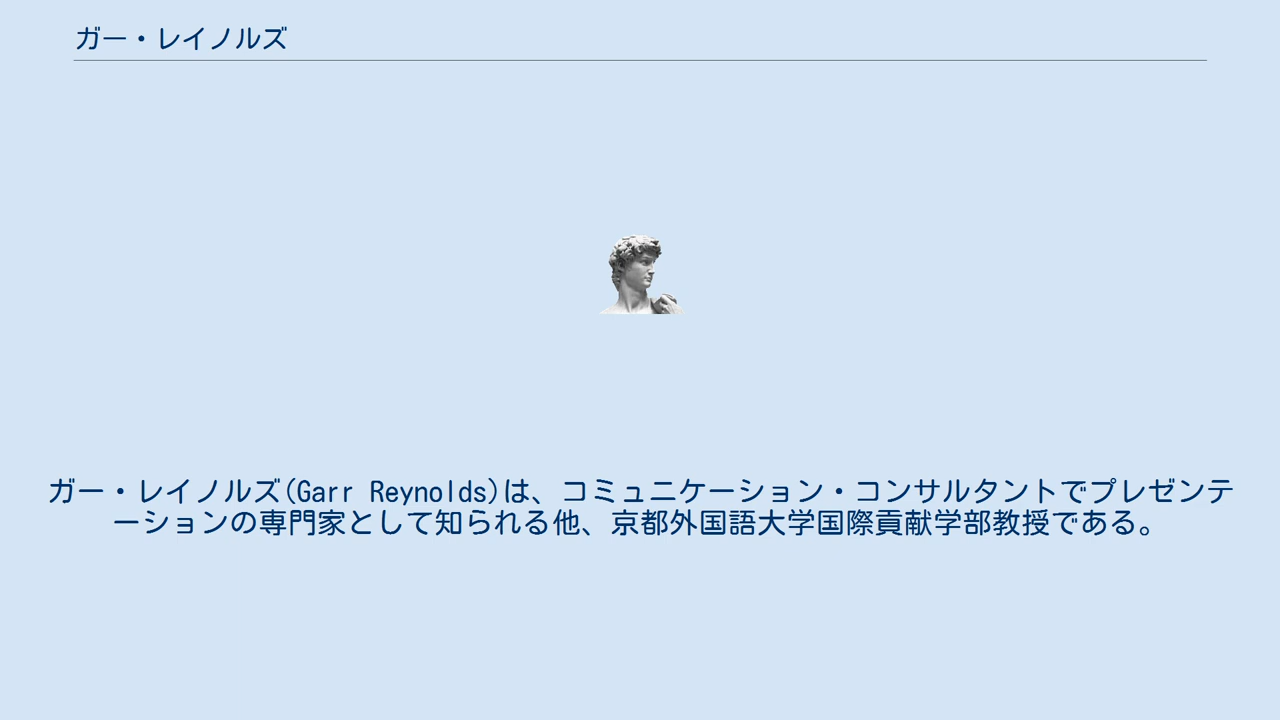 ガー・レイノルズ
ガー・レイノルズ(Garr Reynolds)は、コミュニケーション・コンサルタントでプレゼンテ
ーションの専門家として知られる他、京都外国語大学国際貢献学部教授である。